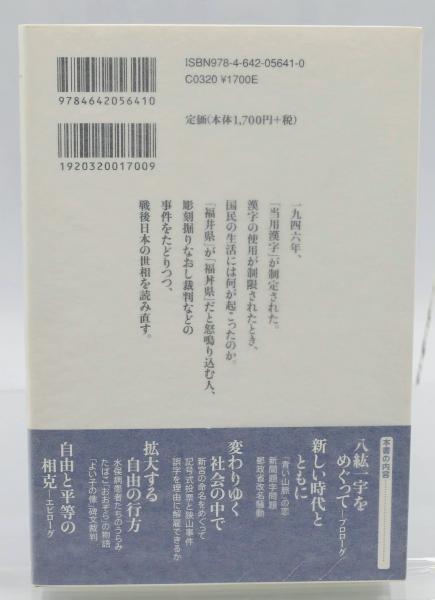 ISBN978-4-642-05641-0
C0320 ¥1700E
9784642056410
定価(本体1,700円+税)
1920320017009
一九四六年、
「当用漢字」が制定された。
漢字の使用が制限されたとき、
国民の生活には何が起こったのか。
「福井県」が「福丼県」だと怒鳴り込む人、
彫刻掘りなおし裁判などの
事件をたどりつつ、
戦後日本の世相を読み直す。
本書の内容
八紘一宇を
めぐって―プロローグ
新しい時代と
ともに
「青い山脈」の恋
新聞題字問題
郵政省改名騒動
変わりゆく
社会の中で
新宮の命名をめぐって
記号式投票と狭山事件
誤字を理由に解雇できるか
拡大する
自由の行方
水俣病患者たちのうらみ
たばこ「おおぞら」の物語
「よい子の像」碑文裁判
自由と平等の
相克―エピローグ